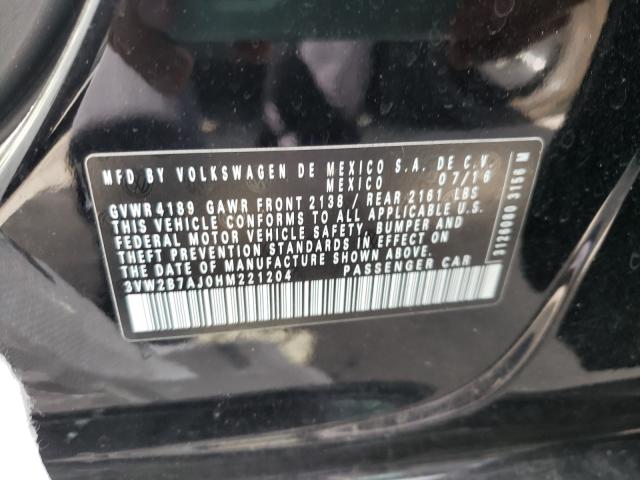 MFD BY VOLKSWAGEN DE MEXICO S.A. DE C.V.
MEXICO 07/16
GVWR4189 GAWR FRONT 2138 / REAR 2161 LBS
THIS VEHICLE CONFORMS TO ALL APPLICABLE U.S.
FEDERAL MOTOR VEHICLE SAFETY, BUMPER AND
THEFT PREVENTION STANDARDS IN EFFECT ON
THE DATE OF MANUFACTURE SHOWN ABOVE.
3VW2B7AJ0HM221204 PASSENGER CAR
3156 M